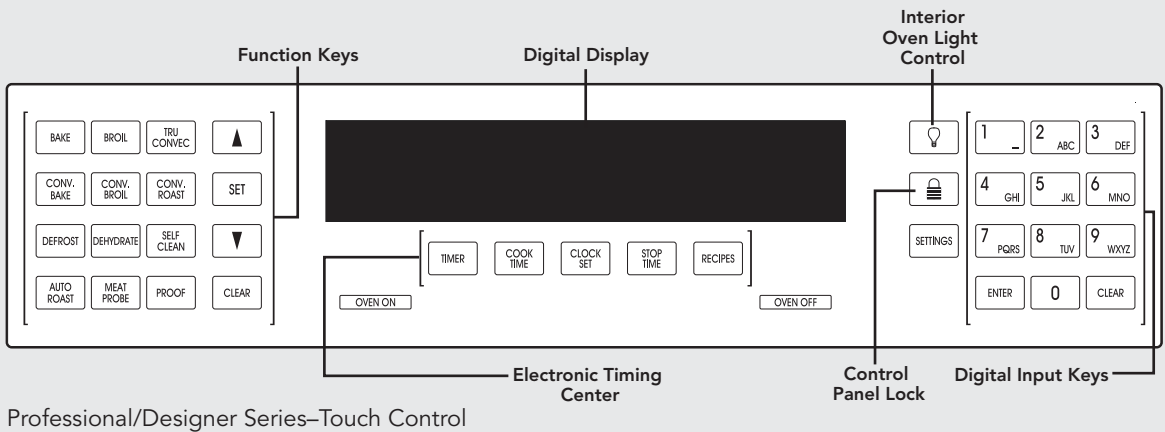 Interior
Oven Light
Control
Function Keys
Digital Display
BAKE
BROIL
TRU
CONVEC
CONV.
BAKE
CONV.
BROIL
CONV.
ROAST
SET
DEFROST
DEHYDRATE
SELF
CLEAN
AUTO
ROAST
MEAT
PROBE
PROOF
CLEAR
TIMER
COOK
TIME
CLOCK
SET
STOP
TIME
RECIPES
OVEN ON
OVEN OFF
SETTINGS
1 _
2 ABC
3 DEF
4 GHI
5 JKL
6 MNO
7 PQRS
8 TUV
9 WXYZ
ENTER
0
CLEAR
Electronic Timing
Center
Control
Panel Lock
Digital Input Keys
Professional/Designer Series–Touch Control